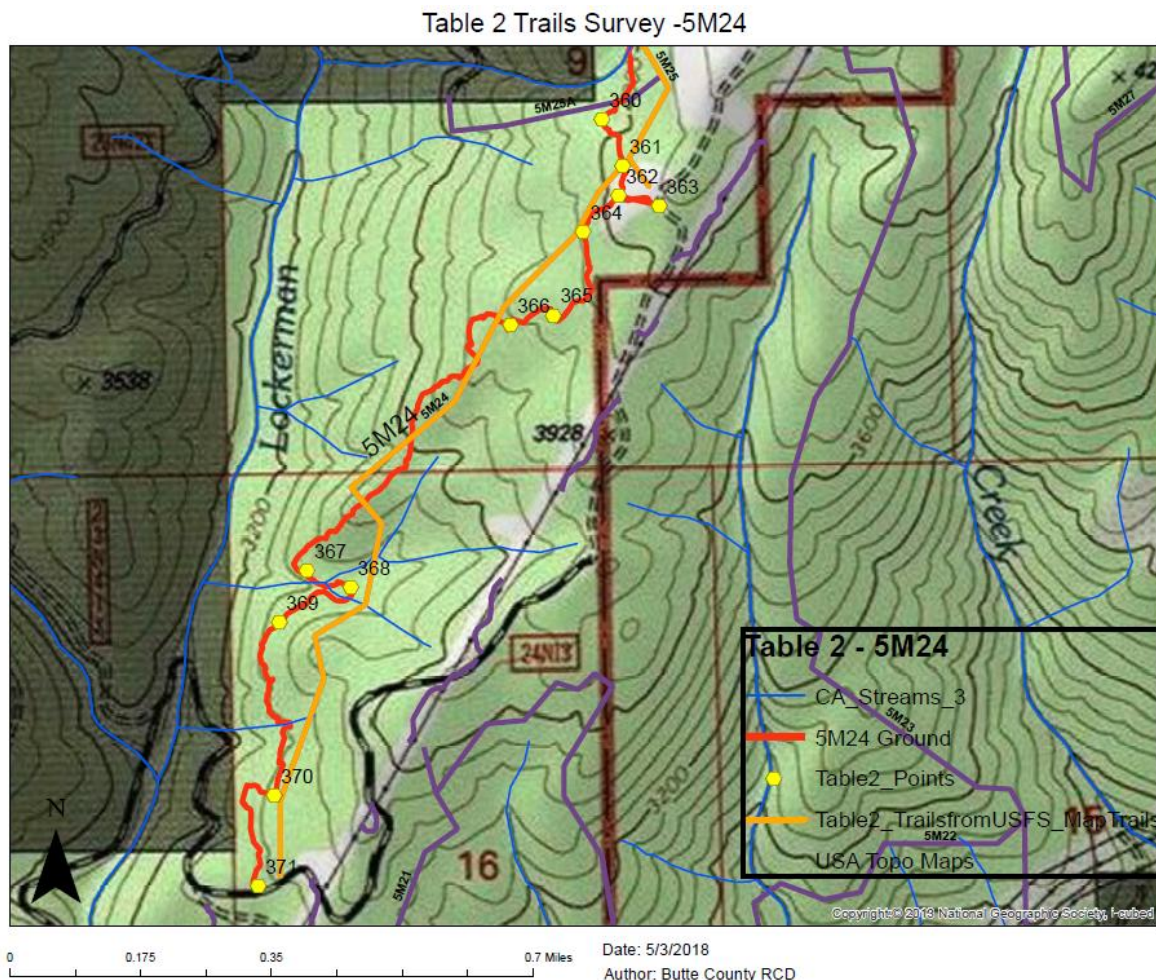 Table 2 Trails Survey -5M24
9
5M25
42
5M25A
360
5M27
361
362
363
364
Lockerman
365
366
3538
5M24
5M24
3928
3600
Creek
3200
367
368
369
24N13
Table 2 - 5M24
CA_Streams_3
5M23
5M24 Ground
3200
Table2_Points
370
Table2_TrailsfromUSFS_MapTrails
15
5M22
N
371
16
5M21
USA Topo Maps
Copyright:© 2013 National Geographic Society, i-cubed
0 0.175 0.35 0.7 Miles
Date: 5/3/2018
Author: Butte County RCD